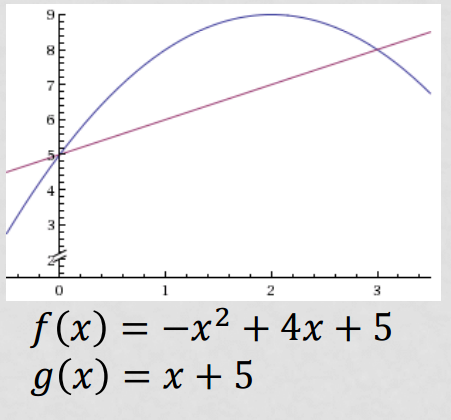 9
8
7
6
5
4
3
2
0 1 2 3
f(x) = −x² + 4x + 5
g(x) = x + 5